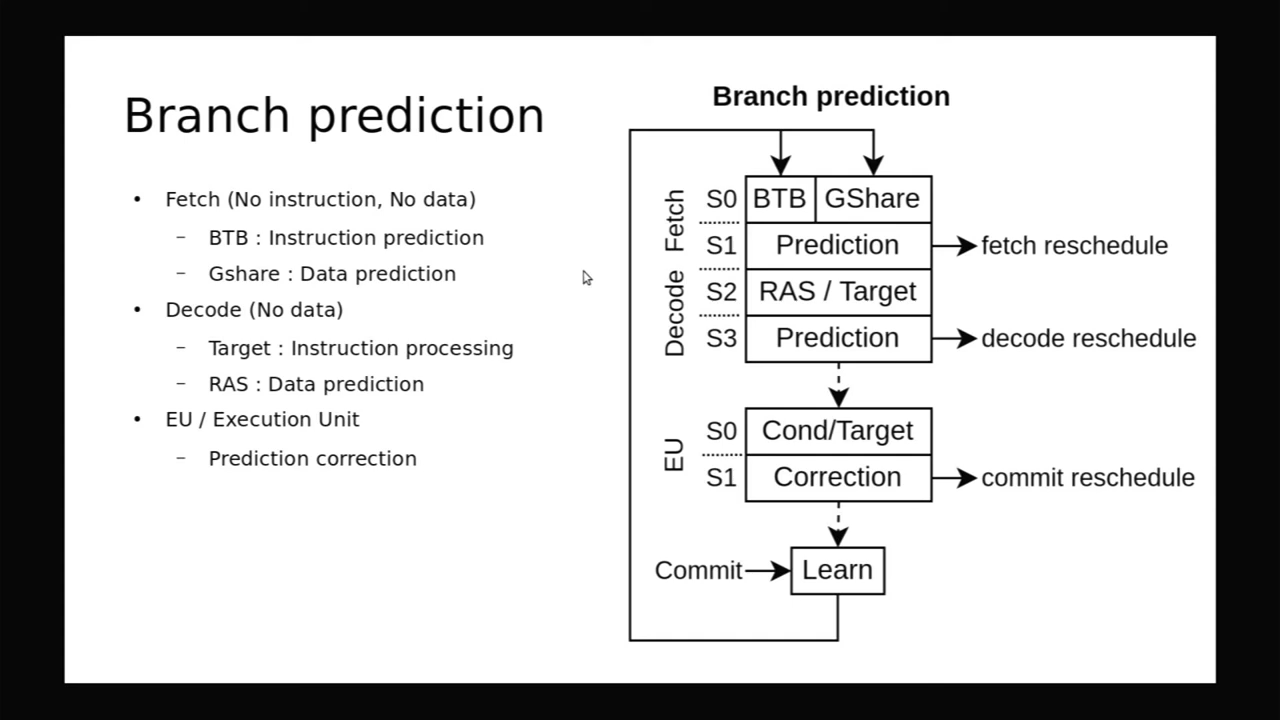 Branch prediction
• Fetch (No instruction, No data)
– BTB : Instruction prediction
– Gshare : Data prediction
• Decode (No data)
– Target : Instruction processing
– RAS : Data prediction
• EU / Execution Unit
– Prediction correction
Branch prediction
Fetch
S0 BTB GShare
S1 Prediction fetch reschedule
Decode
S2 RAS / Target
S3 Prediction decode reschedule
EU
S0 Cond/Target
S1 Correction commit reschedule
Commit Learn